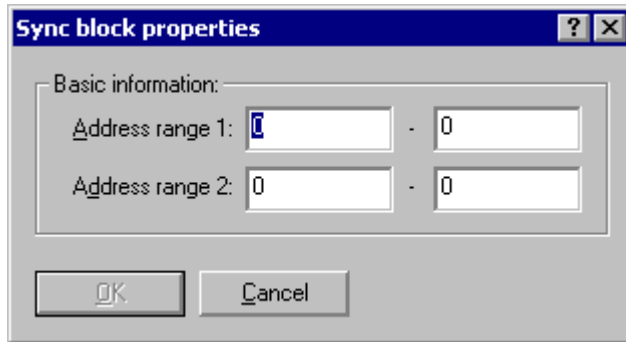 Sync block properties
Basic information:
Address range 1: 0 - 0
Address range 2: 0 - 0
OK Cancel